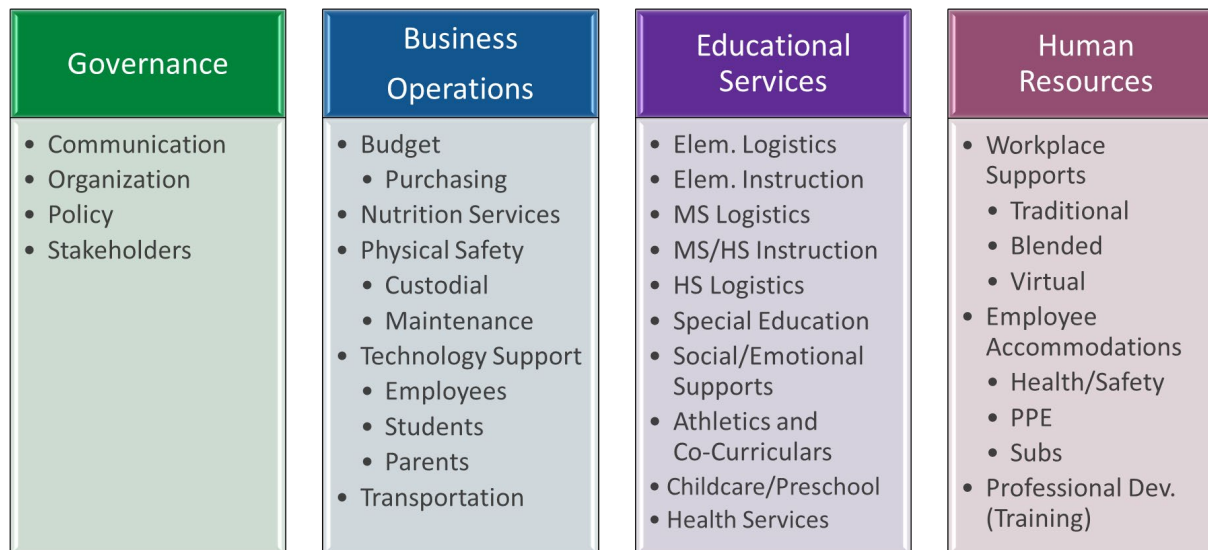 Governance
• Communication
• Organization
• Policy
• Stakeholders
Business
Operations
• Budget
• Purchasing
• Nutrition Services
• Physical Safety
• Custodial
• Maintenance
• Technology Support
• Employees
• Students
• Parents
• Transportation
Educational
Services
• Elem. Logistics
• Elem. Instruction
• MS Logistics
• MS/HS Instruction
• HS Logistics
• Special Education
• Social/Emotional
Supports
• Athletics and
Co-Curriculars
• Childcare/Preschool
• Health Services
Human
Resources
• Workplace
Supports
• Traditional
• Blended
• Virtual
• Employee
Accommodations
• Health/Safety
• PPE
• Subs
• Professional Dev.
(Training)